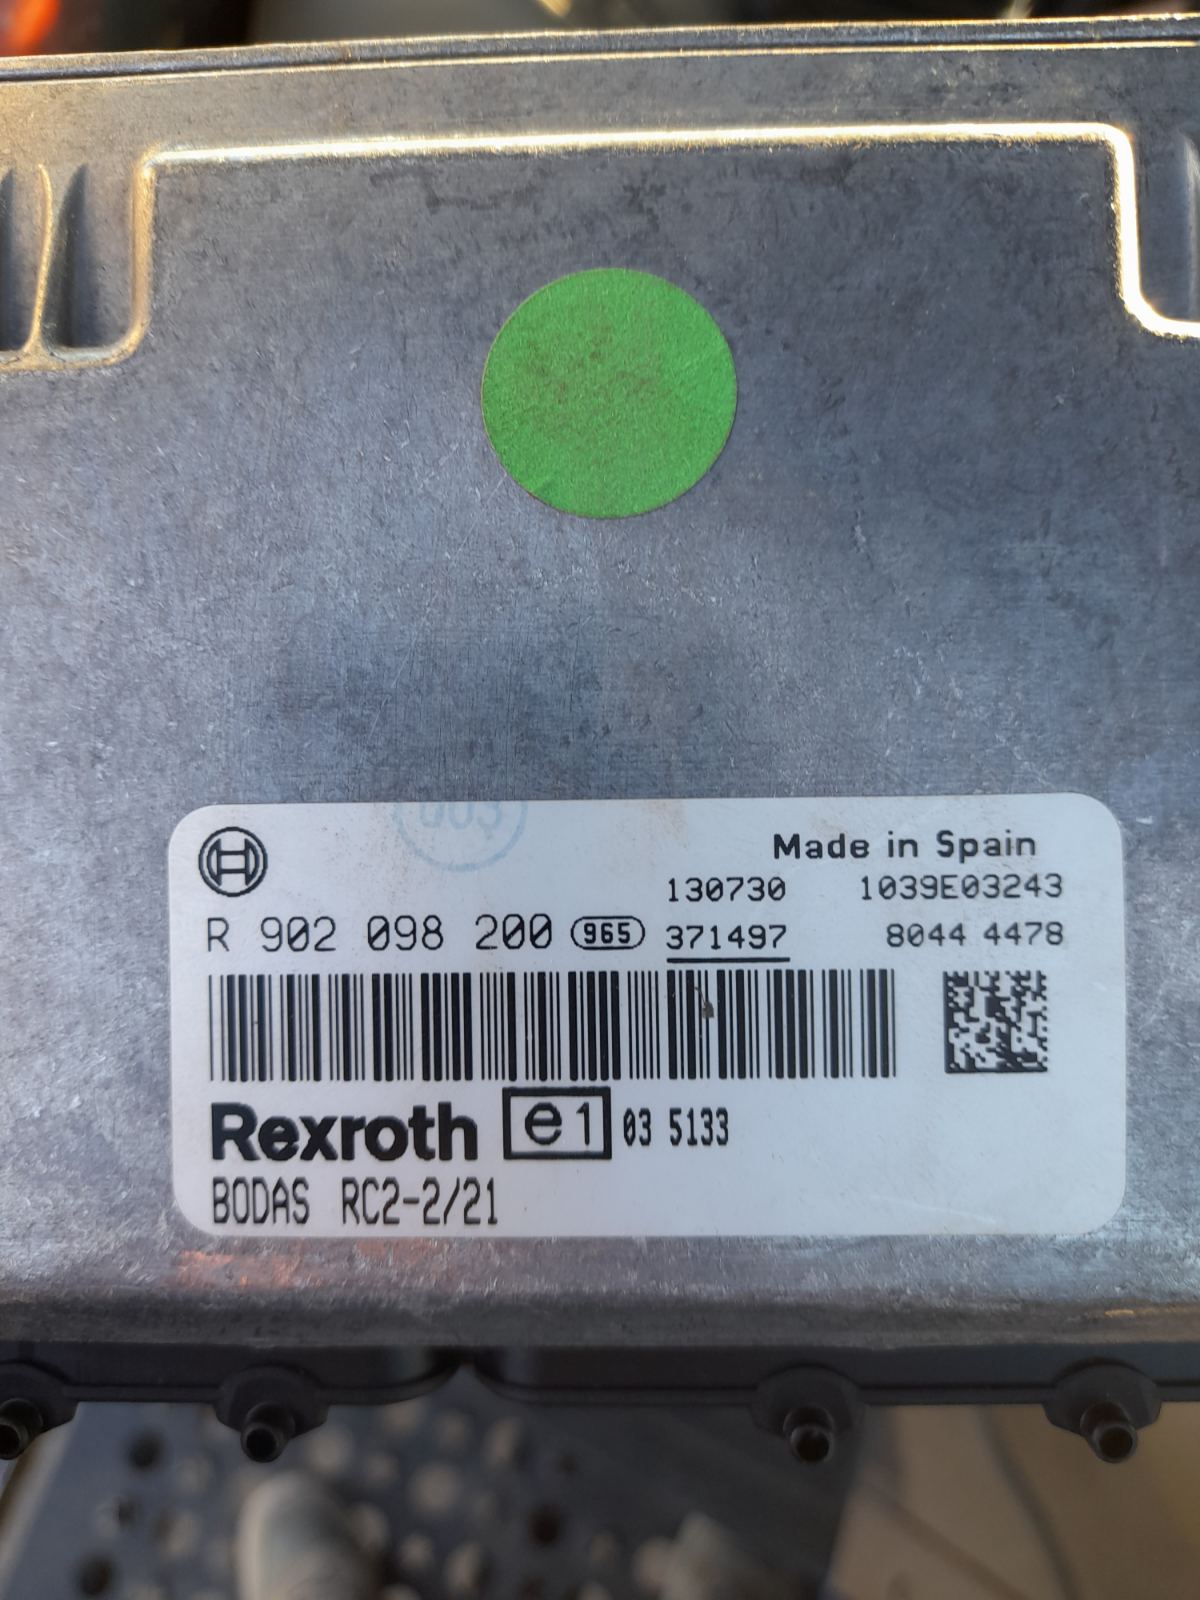 003
Made in Spain
130730 1039E03243
R 902 098 200 965 371497 8044 4478
Rexroth e1 03 5133
BODAS RC2-2/21